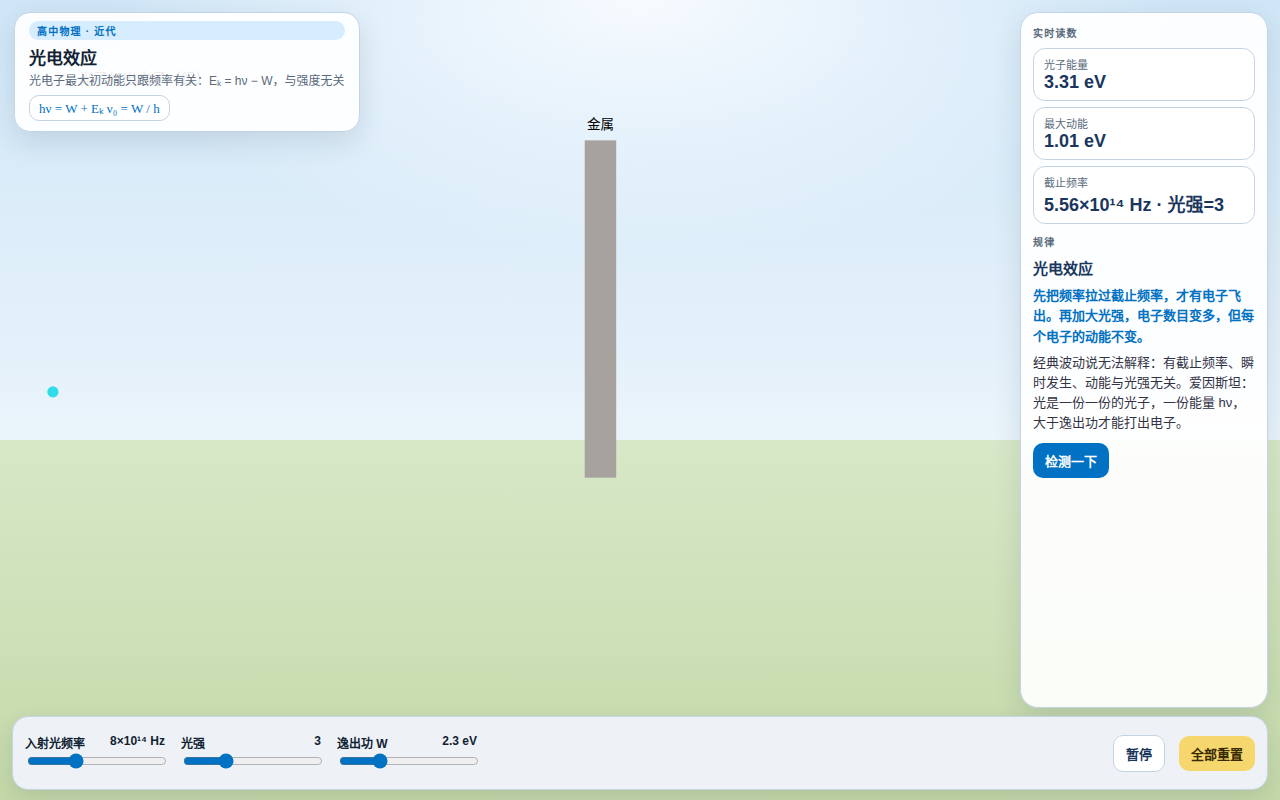 高中物理 · 近代
光电效应
光电子最大初动能只跟频率有关：Eₖ = hν − W，与强度无关
hν = W + Eₖ ν₀ = W / h
金属
实时读数
光子能量
3.31 eV
最大动能
1.01 eV
截止频率
5.56×10¹⁴ Hz · 光强=3
规律
光电效应
先把频率拉过截止频率，才有电子飞
出。再加大光强，电子数目变多，但每
个电子的动能不变。
经典波动说无法解释：有截止频率、瞬
时发生、动能与光强无关。爱因斯坦：
光是一份一份的光子，一份能量 hν，
大于逸出功才能打出电子。
检测一下
入射光频率 8×10¹⁴ Hz 光强 3 逸出功 W 2.3 eV
暂停 全部重置